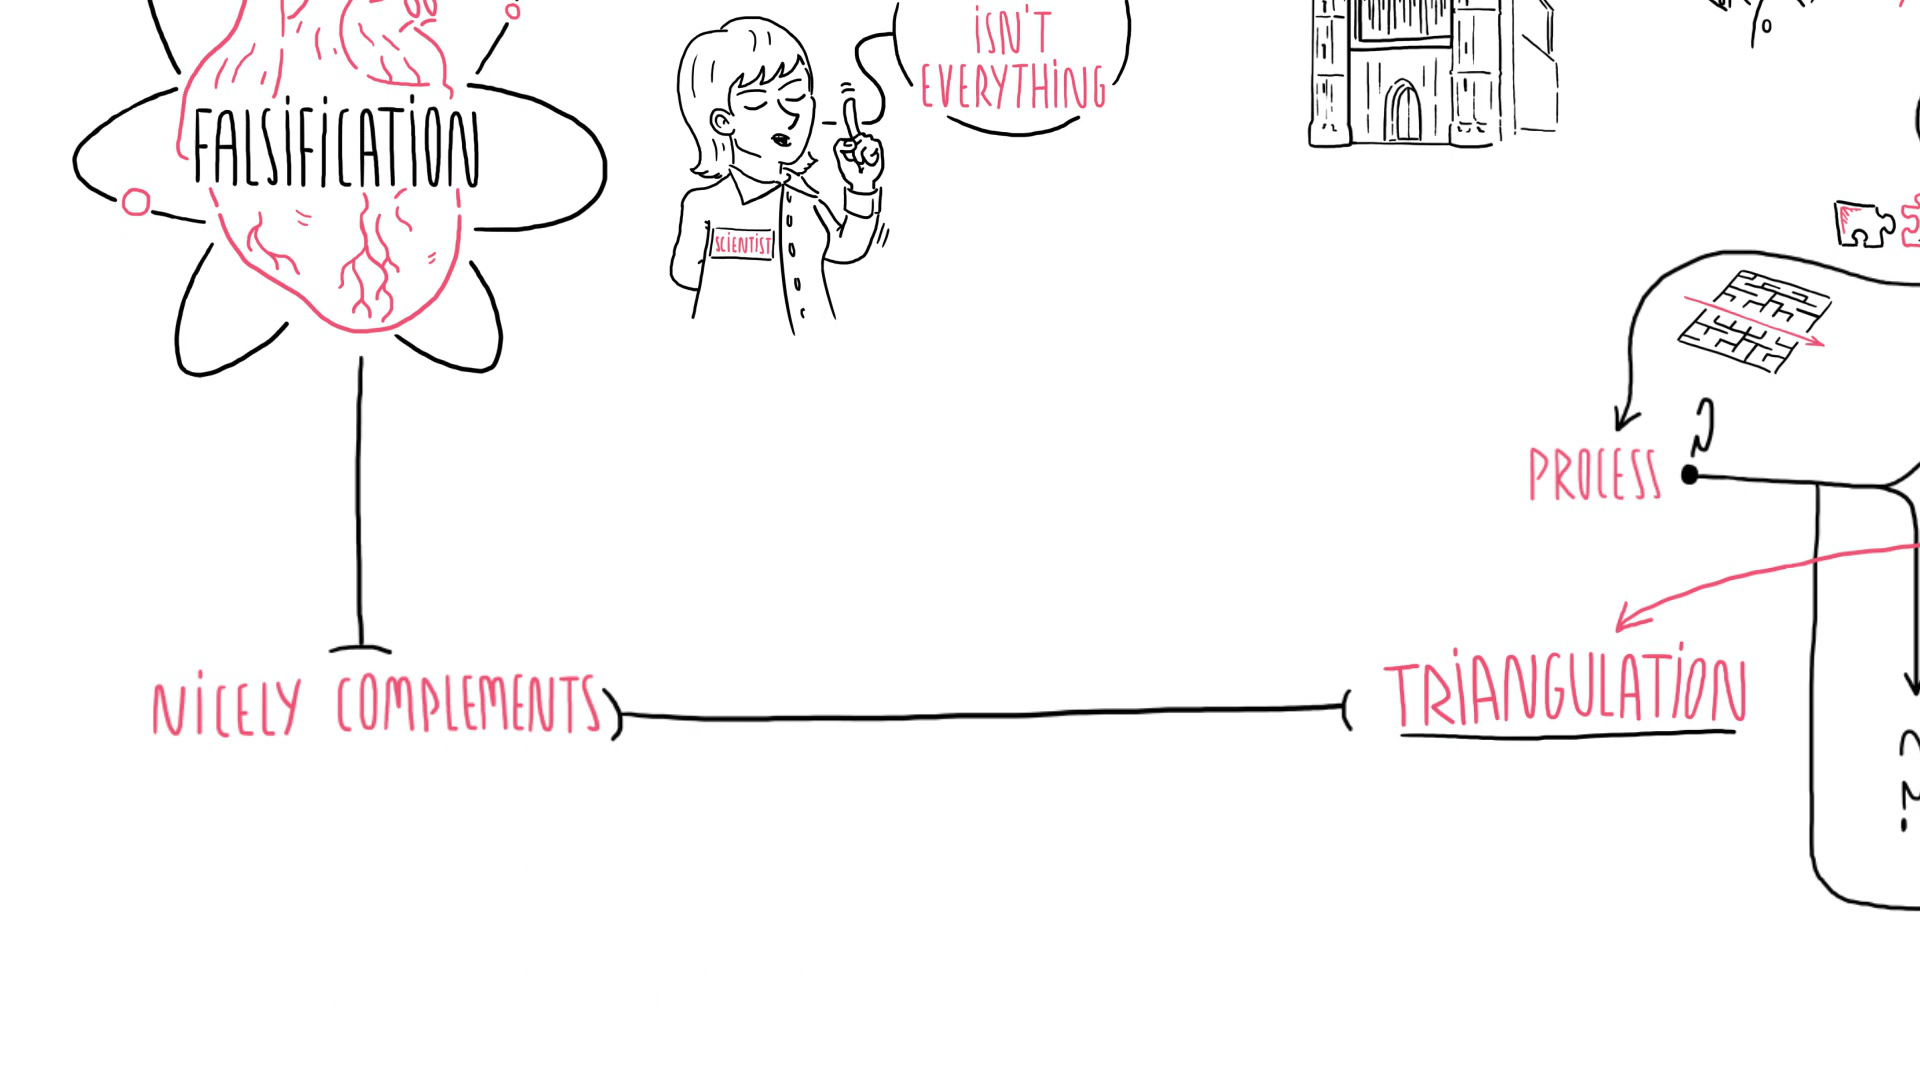 ISN'T
EVERYTHING
FALSIFICATION
SCIENTIST
PROCESS
?
NICELY COMPLEMENTS
TRIANGULATION
?